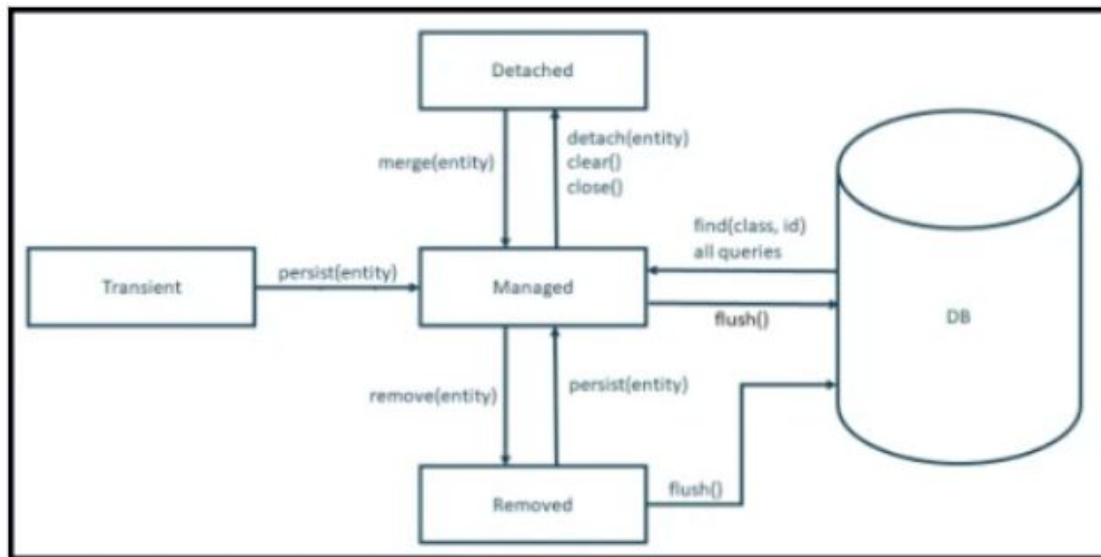 Detached
merge(entity)
detach(entity)
clear()
close()
find(class, id)
all queries
Transient
persist(entity)
Managed
flush()
DB
remove(entity)
persist(entity)
Removed
flush()